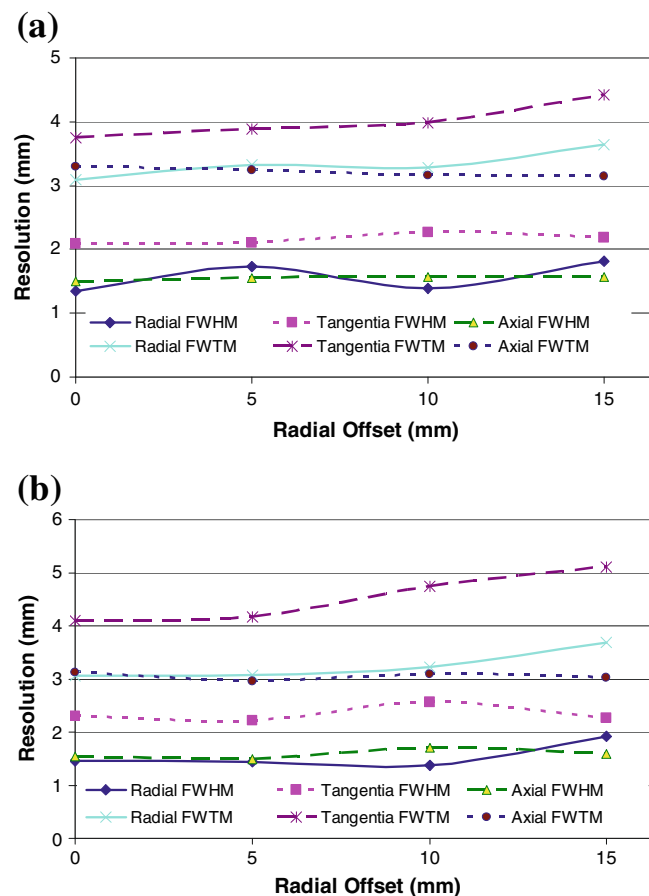 (a)
5
4
3
2
1
0
Resolution (mm)
Radial FWHM Tangentia FWHM Axial FWHM
Radial FWTM Tangentia FWTM Axial FWTM
0 5 10 15
Radial Offset (mm)
(b)
6
5
4
3
2
1
0
Resolution (mm)
Radial FWHM Tangentia FWHM Axial FWHM
Radial FWTM Tangentia FWTM Axial FWTM
0 5 10 15
Radial Offset (mm)